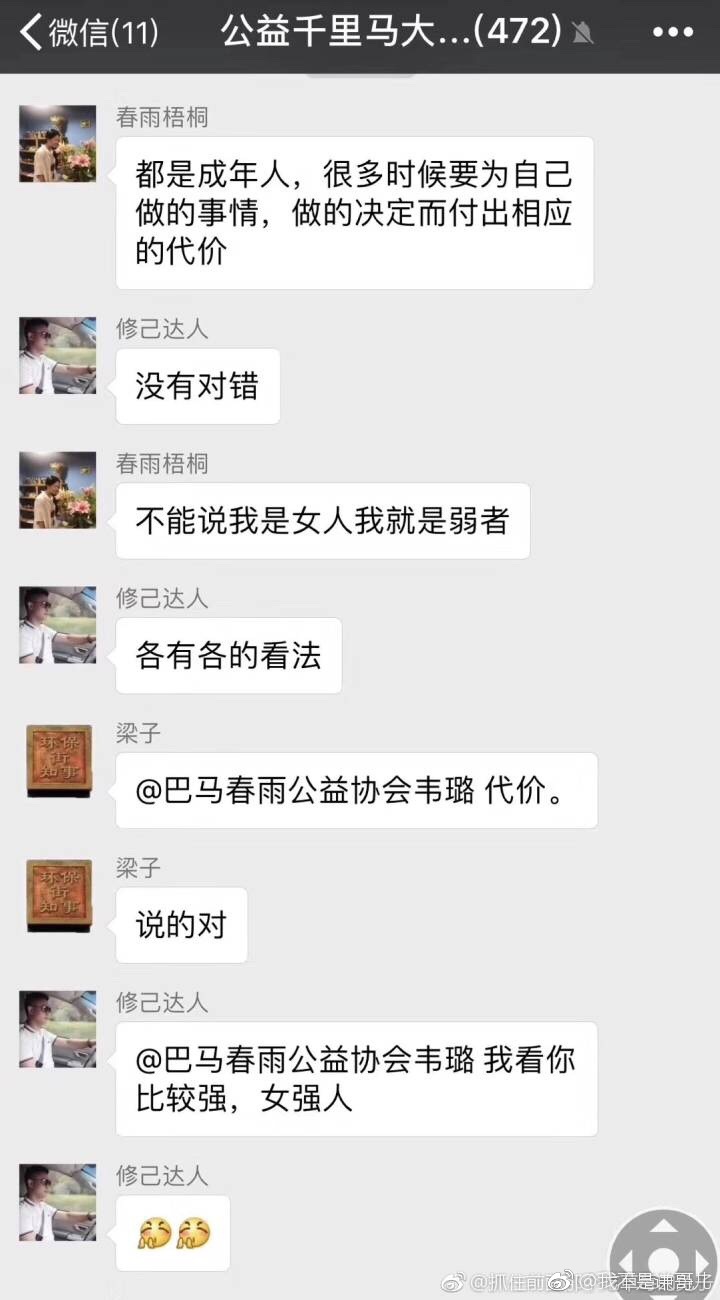 微信(11)
公益千里马大...(472)
春雨梧桐
都是成年人，很多时候要为自己
做的事情，做的决定而付出相应
的代价
修己达人
没有对错
春雨梧桐
不能说我是女人我就是弱者
修己达人
各有各的看法
梁子
环保
街
知事
@巴马春雨公益协会韦璐 代价。
梁子
环保
街
知事
说的对
修己达人
@巴马春雨公益协会韦璐 我看你
比较强，女强人
修己达人
@抓住前
@我不是谦哥儿